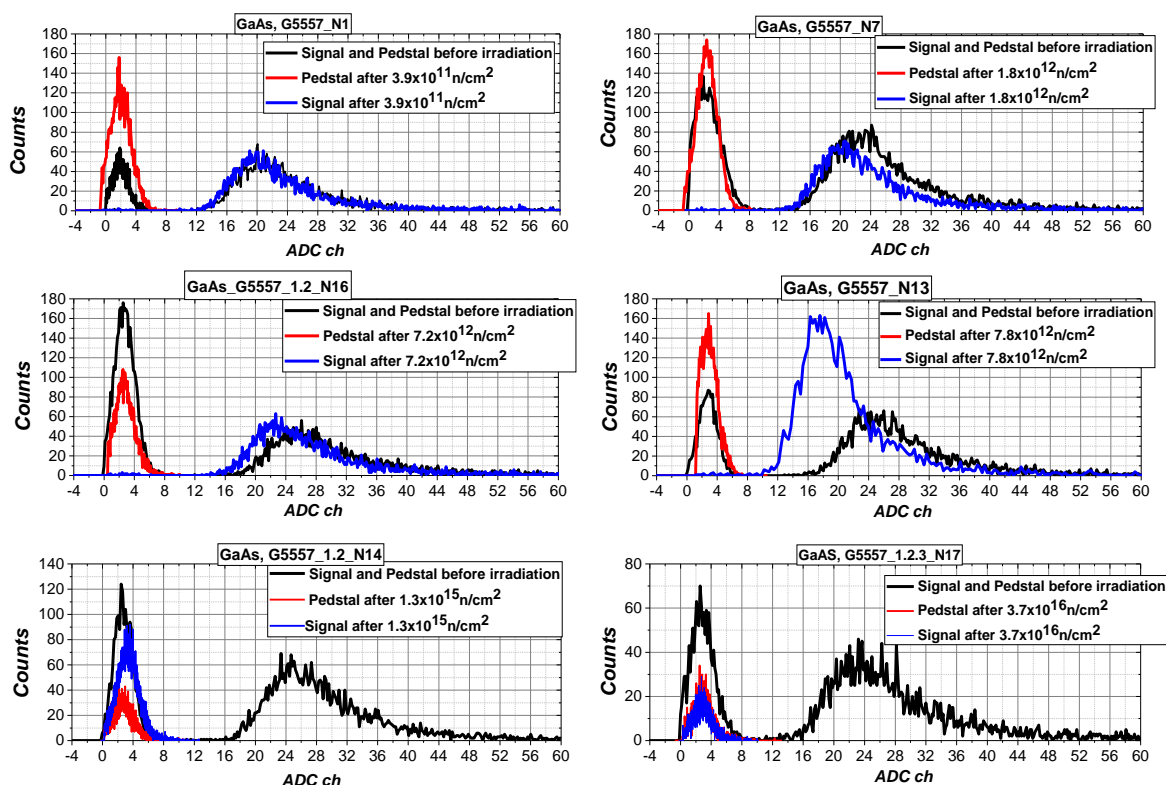 GaAs, G5557_N1
Signal and Pedstal before irradiation
Pedstal after 3.9x10¹¹n/cm²
Signal after 3.9x10¹¹n/cm²
Counts
180
160
140
120
100
80
60
40
20
0
-4 0 4 8 12 16 20 24 28 32 36 40 44 48 52 56 60
ADC ch
GaAs, G5557_N7
Signal and Pedstal before irradiation
Pedstal after 1.8x10¹²n/cm²
Signal after 1.8x10¹²n/cm²
Counts
180
160
140
120
100
80
60
40
20
0
-4 0 4 8 12 16 20 24 28 32 36 40 44 48 52 56 60
ADC ch
GaAs_G5557_1.2_N16
Signal and Pedstal before irradiation
Pedstal after 7.2x10¹²n/cm²
Signal after 7.2x10¹²n/cm²
Counts
180
160
140
120
100
80
60
40
20
0
-4 0 4 8 12 16 20 24 28 32 36 40 44 48 52 56 60
ADC ch
GaAs, G5557_N13
Signal and Pedstal before irradiation
Pedstal after 7.8x10¹²n/cm²
Signal after 7.8x10¹²n/cm²
Counts
180
160
140
120
100
80
60
40
20
0
-4 0 4 8 12 16 20 24 28 32 36 40 44 48 52 56 60
ADC ch
GaAs, G5557_1.2_N14
Signal and Pedstal before irradiation
Pedstal after 1.3x10¹⁵n/cm²
Signal after 1.3x10¹⁵n/cm²
Counts
140
120
100
80
60
40
20
0
-4 0 4 8 12 16 20 24 28 32 36 40 44 48 52 56 60
ADC ch
GaAS, G5557_1.2.3_N17
Signal and Pedstal before irradiation
Pedstal after 3.7x10¹⁶n/cm²
Signal after 3.7x10¹⁶n/cm²
Counts
80
60
40
20
0
-4 0 4 8 12 16 20 24 28 32 36 40 44 48 52 56 60
ADC ch